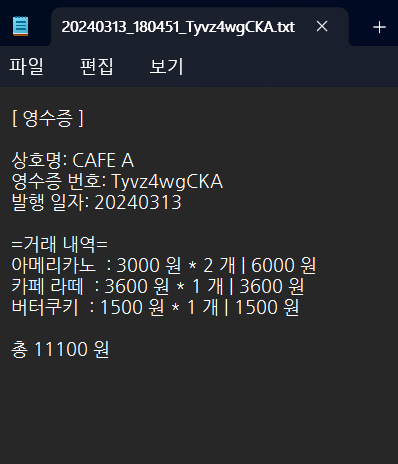 20240313_180451_Tyvz4wgCKA.txt
파일 편집 보기
[ 영수증 ]
상호명: CAFE A
영수증 번호: Tyvz4wgCKA
발행 일자: 20240313
=거래 내역=
아메리카노 : 3000 원 * 2 개 | 6000 원
카페 라떼 : 3600 원 * 1 개 | 3600 원
버터쿠키 : 1500 원 * 1 개 | 1500 원
총 11100 원